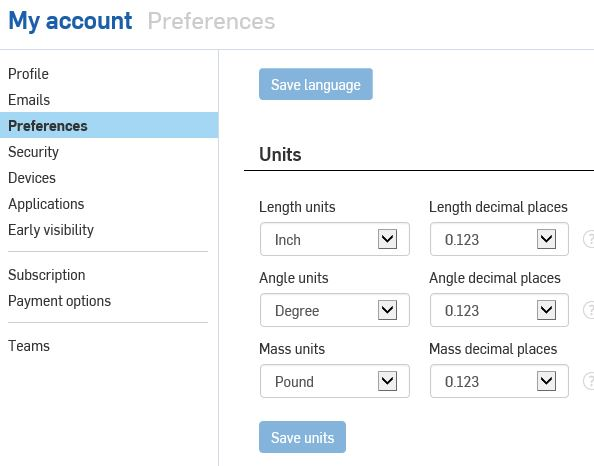 My account Preferences
Profile
Emails
Preferences
Security
Devices
Applications
Early visibility
Subscription
Payment options
Teams
Save language
Units
Length units Length decimal places
Inch 0.123 ?
Angle units Angle decimal places
Degree 0.123 ?
Mass units Mass decimal places
Pound 0.123 ?
Save units